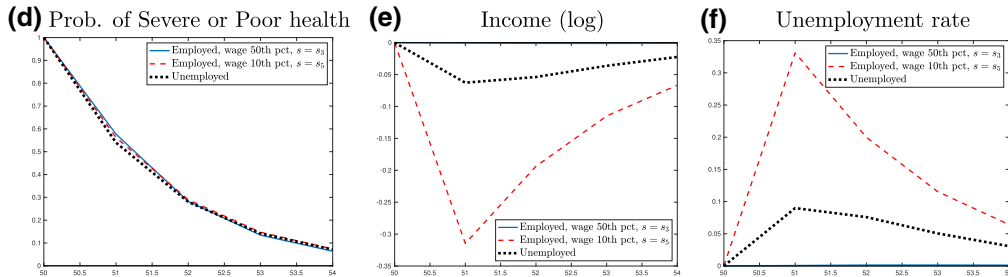 (d) Prob. of Severe or Poor health
1
0.9
0.8
0.7
0.6
0.5
0.4
0.3
0.2
0.1
0
50 50.5 51 51.5 52 52.5 53 53.5 54
Employed, wage 50th pct, s = s₃
Employed, wage 10th pct, s = s₅
Unemployed
(e) Income (log)
0
-0.05
-0.1
-0.15
-0.2
-0.25
-0.3
-0.35
50 50.5 51 51.5 52 52.5 53 53.5 54
Employed, wage 50th pct, s = s₃
Employed, wage 10th pct, s = s₅
Unemployed
(f) Unemployment rate
0.35
0.3
0.25
0.2
0.15
0.1
0.05
0
50 50.5 51 51.5 52 52.5 53 53.5 54
Employed, wage 50th pct, s = s₃
Employed, wage 10th pct, s = s₅
Unemployed